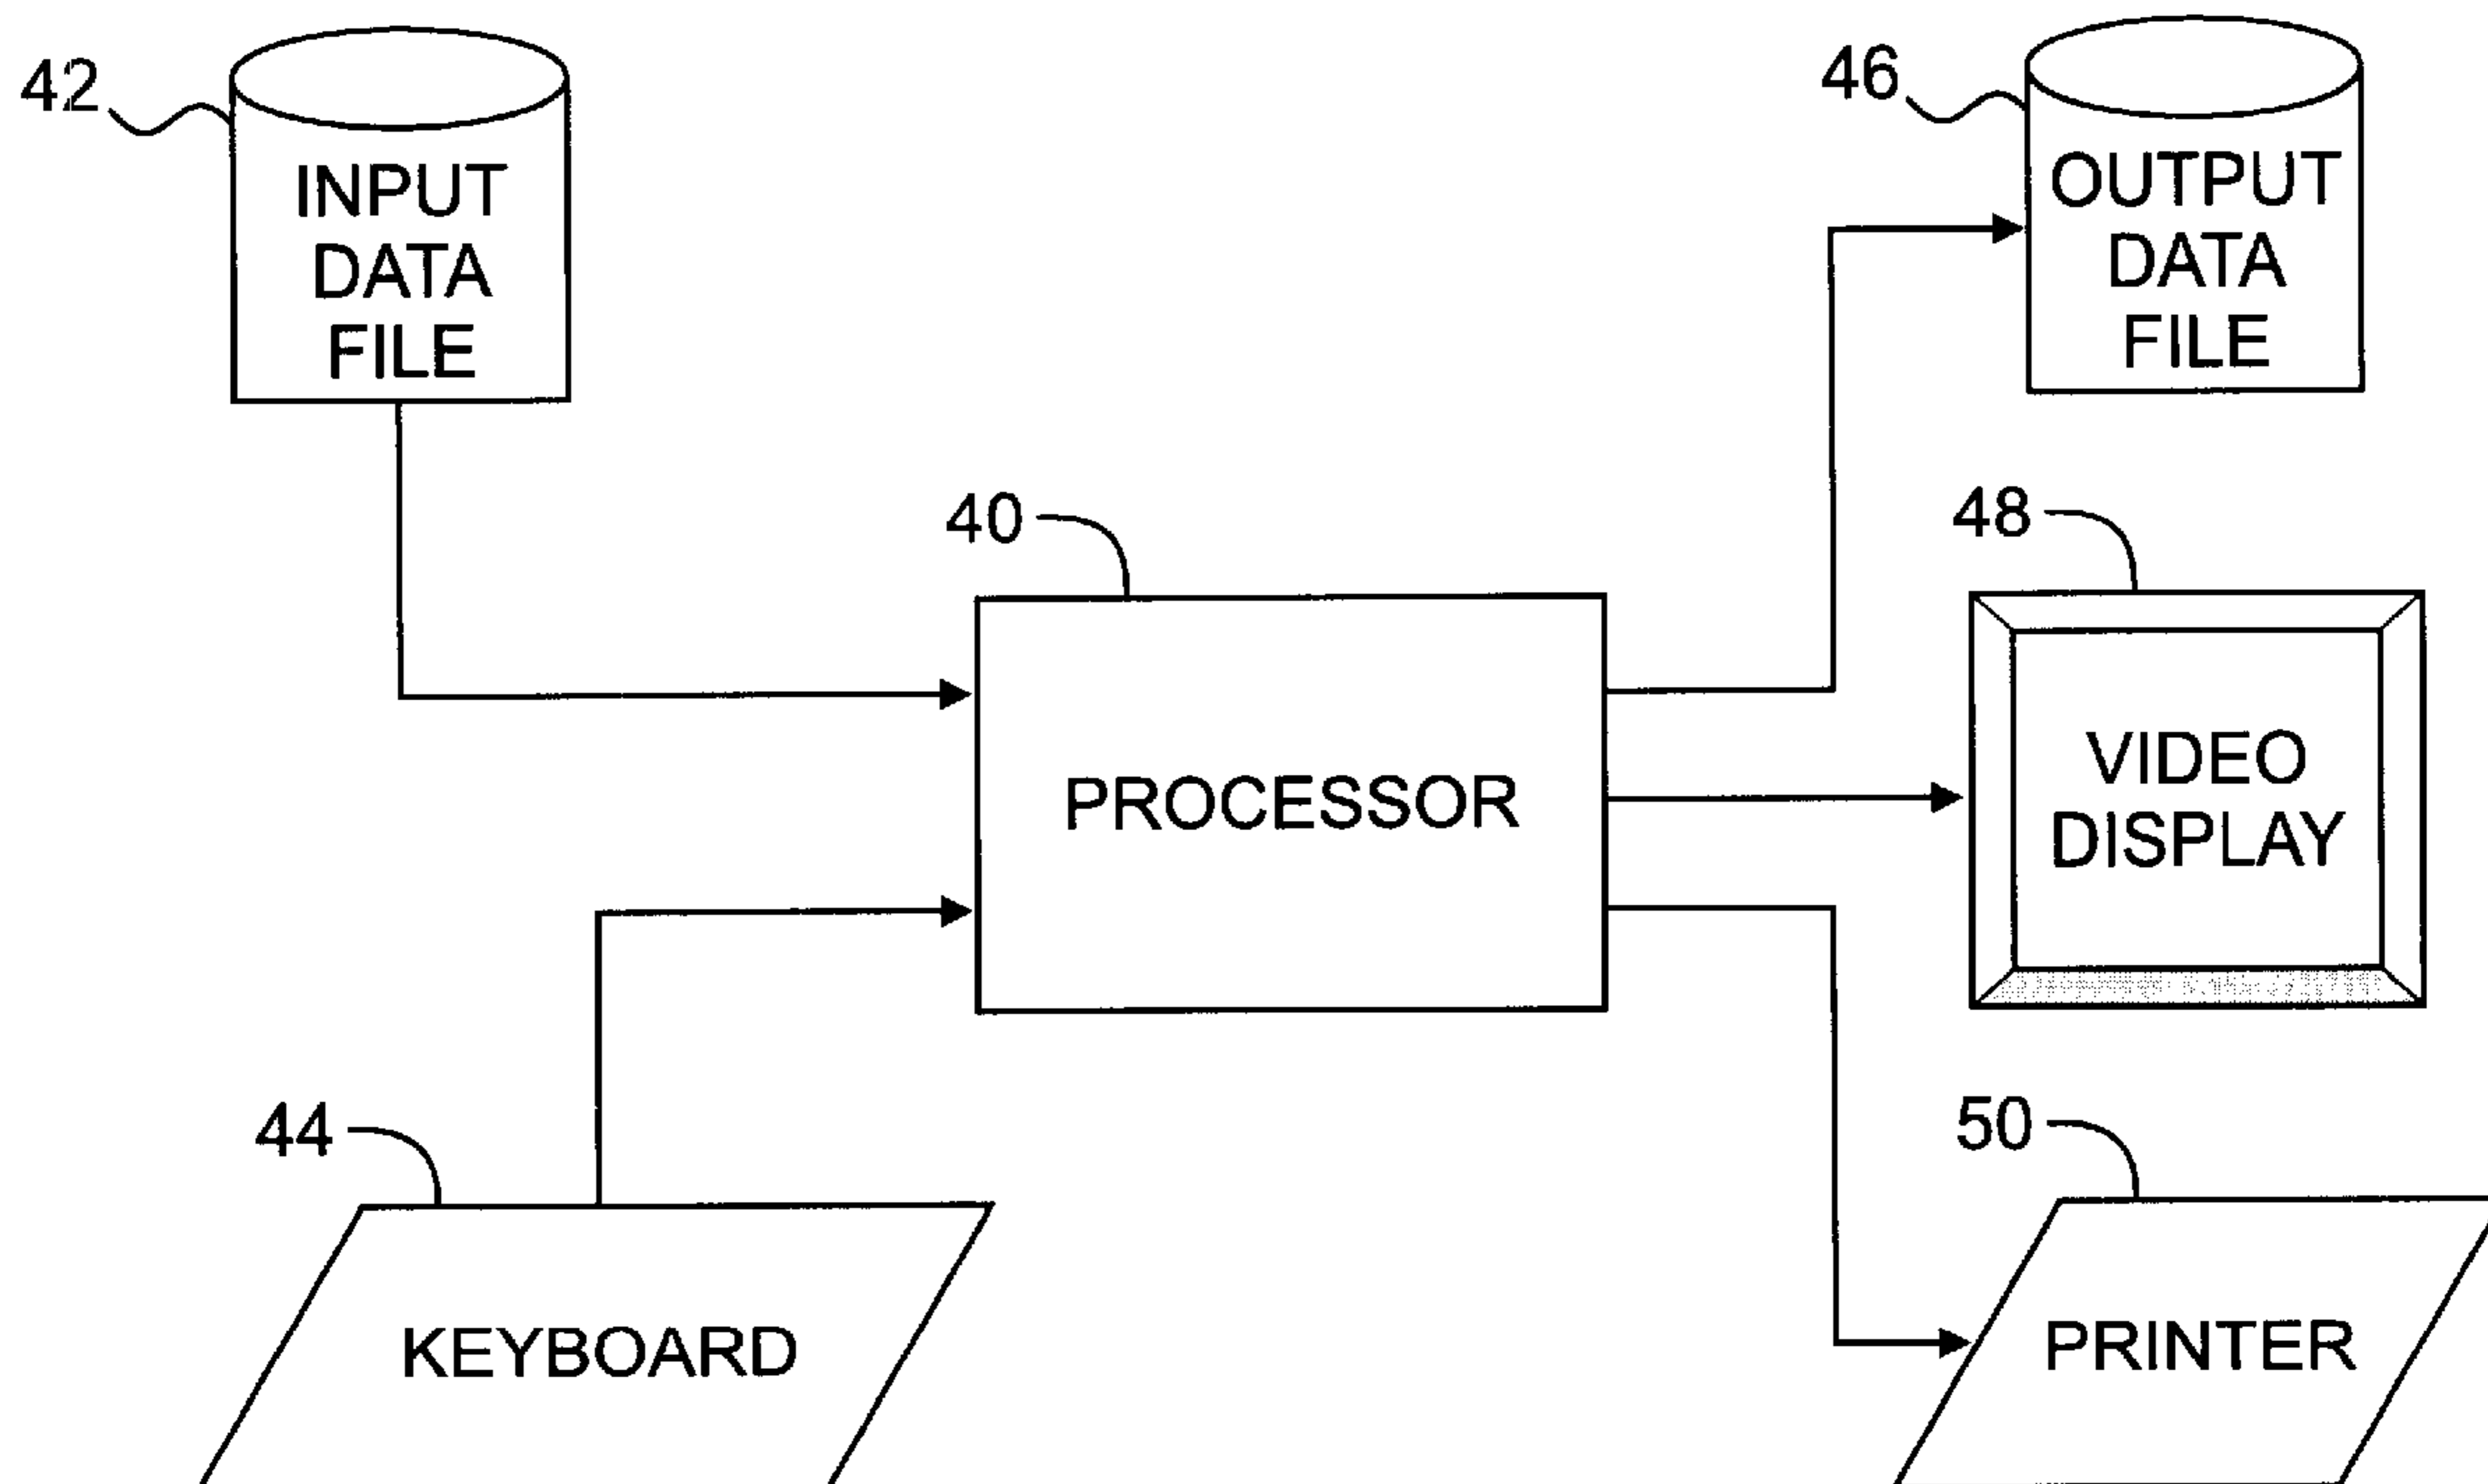 42
INPUT
DATA
FILE
46
OUTPUT
DATA
FILE
40
PROCESSOR
48
VIDEO
DISPLAY
44
KEYBOARD
50
PRINTER